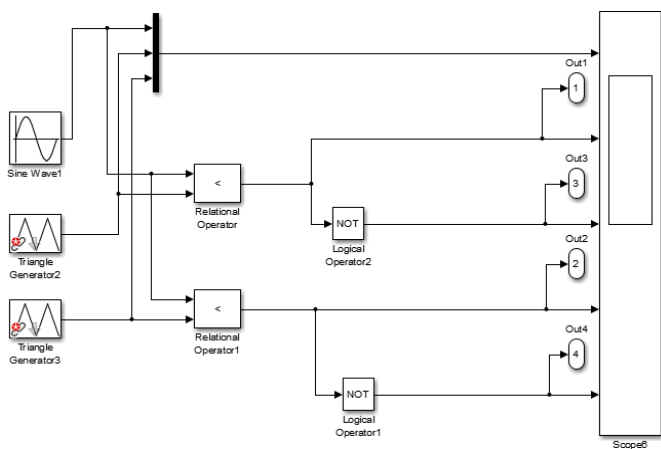 Out1
1
Sine Wave1
<
Relational
Operator
Out3
3
NOT
Logical
Operator2
Triangle
Generator2
Out2
2
<
Relational
Operator1
Triangle
Generator3
Out4
4
NOT
Logical
Operator1
Scope6